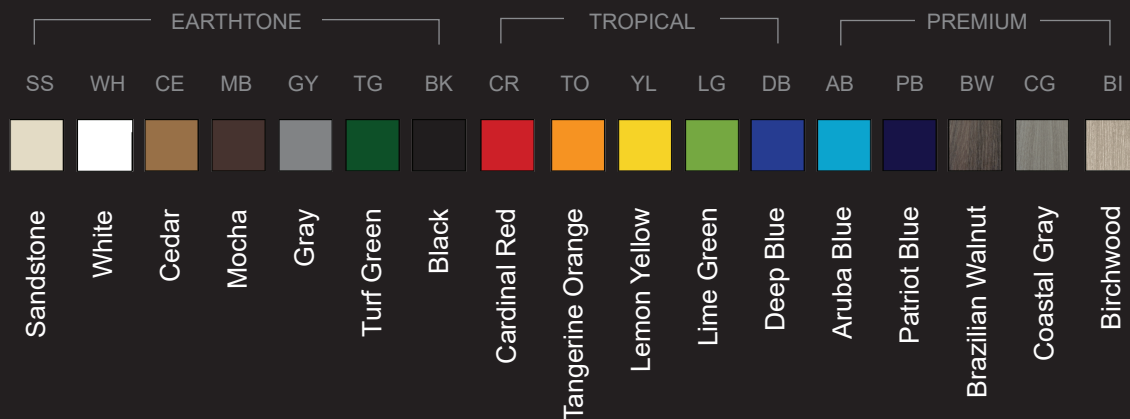 EARTHTONE TROPICAL PREMIUM
SS WH CE MB GY TG BK CR TO YL LG DB AB PB BW CG BI
Sandstone
White
Cedar
Mocha
Gray
Turf Green
Black
Cardinal Red
Tangerine Orange
Lemon Yellow
Lime Green
Deep Blue
Aruba Blue
Patriot Blue
Brazilian Walnut
Coastal Gray
Birchwood